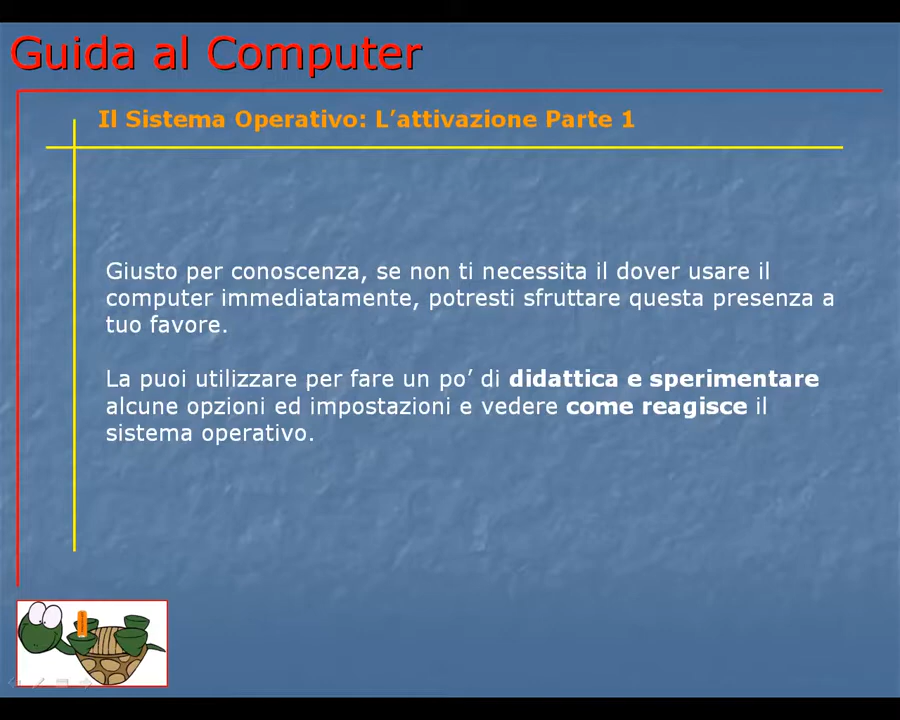 Guida al Computer
Il Sistema Operativo: L’attivazione Parte 1
Giusto per conoscenza, se non ti necessita il dover usare il
computer immediatamente, potresti sfruttare questa presenza a
tuo favore.
La puoi utilizzare per fare un po’ di didattica e sperimentare
alcune opzioni ed impostazioni e vedere come reagisce il
sistema operativo.